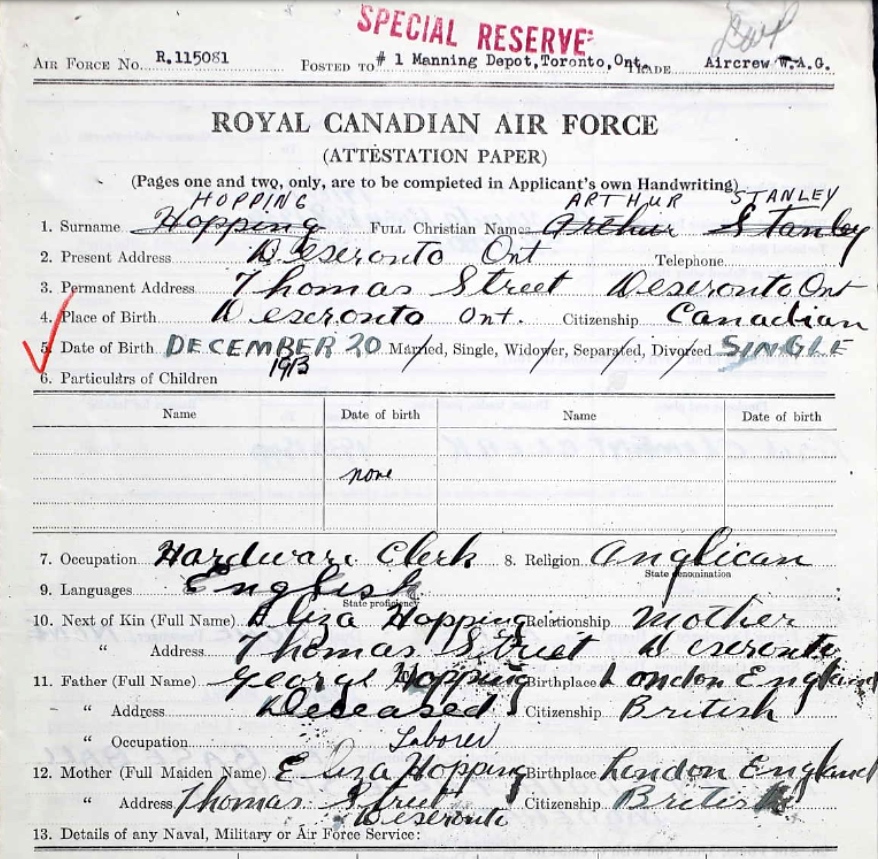 SPECIAL RESERVE
AIR FORCE NO. R.115081 POSTED TO # 1 Manning Depot, Toronto, Ont. TRADE Aircrew W.A.G.
ROYAL CANADIAN AIR FORCE
(ATTESTATION PAPER)
(Pages one and two, only, are to be completed in Applicant's own Handwriting)
HOPPING ARTHUR STANLEY
1. Surname Hopping FULL Christian Names Arthur Stanley
2. Present Address Deseronto Ont Telephone
3. Permanent Address Thomas Street Deseronto Ont
4. Place of Birth Deseronto Ont. Citizenship Canadian
5. Date of Birth DECEMBER 20 Married, Single, Widower, Separated, Divorced SINGLE
1913
6. Particulars of Children
Name Date of birth Name Date of birth
none
7. Occupation Hardware Clerk 8. Religion Anglican
State denomination
9. Languages English
State proficiency
10. Next of Kin (Full Name) Eliza Hopping Relationship Mother
" Address Thomas Street Deseronto
11. Father (Full Name) George Hopping Birthplace London England
" Address Deceased Citizenship British
" Occupation Laborer
12. Mother (Full Maiden Name) Eliza Hopping Birthplace London England
" Address Thomas Street Citizenship British
Deseronto
13. Details of any Naval, Military or Air Force Service: